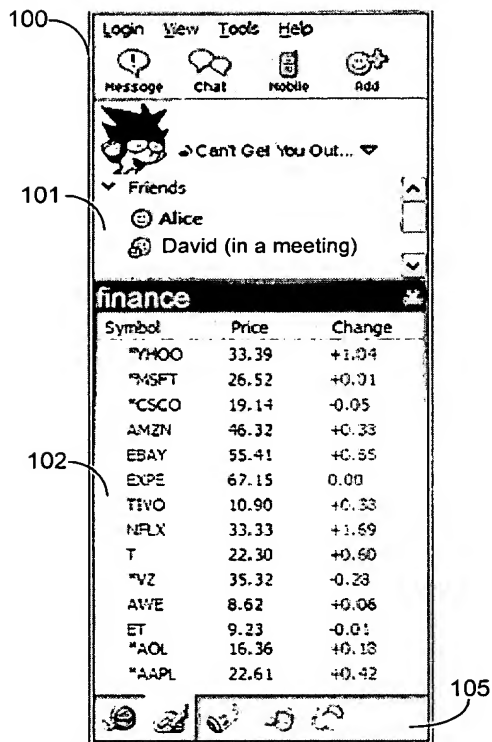 100
Login View Tools Help
Message Chat Mobile Add
Can't Get You Out...
101
Friends
Alice
David (in a meeting)
finance
Symbol Price Change
*YHOO 33.39 +1.04
*MSFT 26.52 +0.01
*CSCO 19.14 -0.05
AMZN 46.32 +0.33
EBAY 55.41 +0.55
102
EXPE 67.15 0.00
TIVO 10.90 +0.33
NFLX 33.33 +1.69
T 22.30 +0.60
*VZ 35.32 -0.23
AWE 8.62 +0.06
ET 9.23 -0.01
*AOL 16.36 +0.13
*AAPL 22.61 +0.42
105